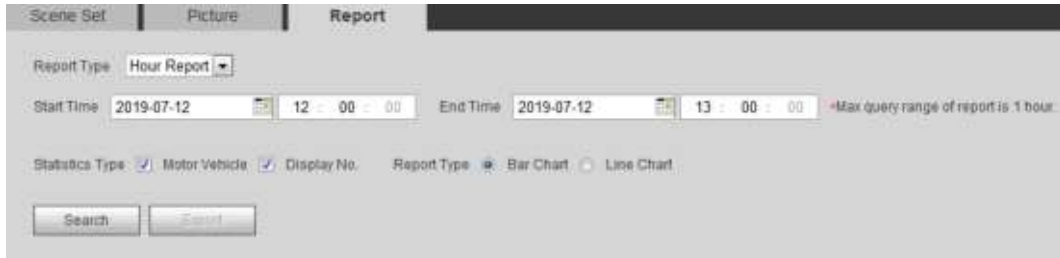 Scene Set Picture Report
Report Type Hour Report
Start Time 2019-07-12 12 : 00 : 00 End Time 2019-07-12 13 : 00 : 00 *Max query range of report is 1 hour.
Statistics Type Motor Vehicle Display No. Report Type Bar Chart Line Chart
Search Export